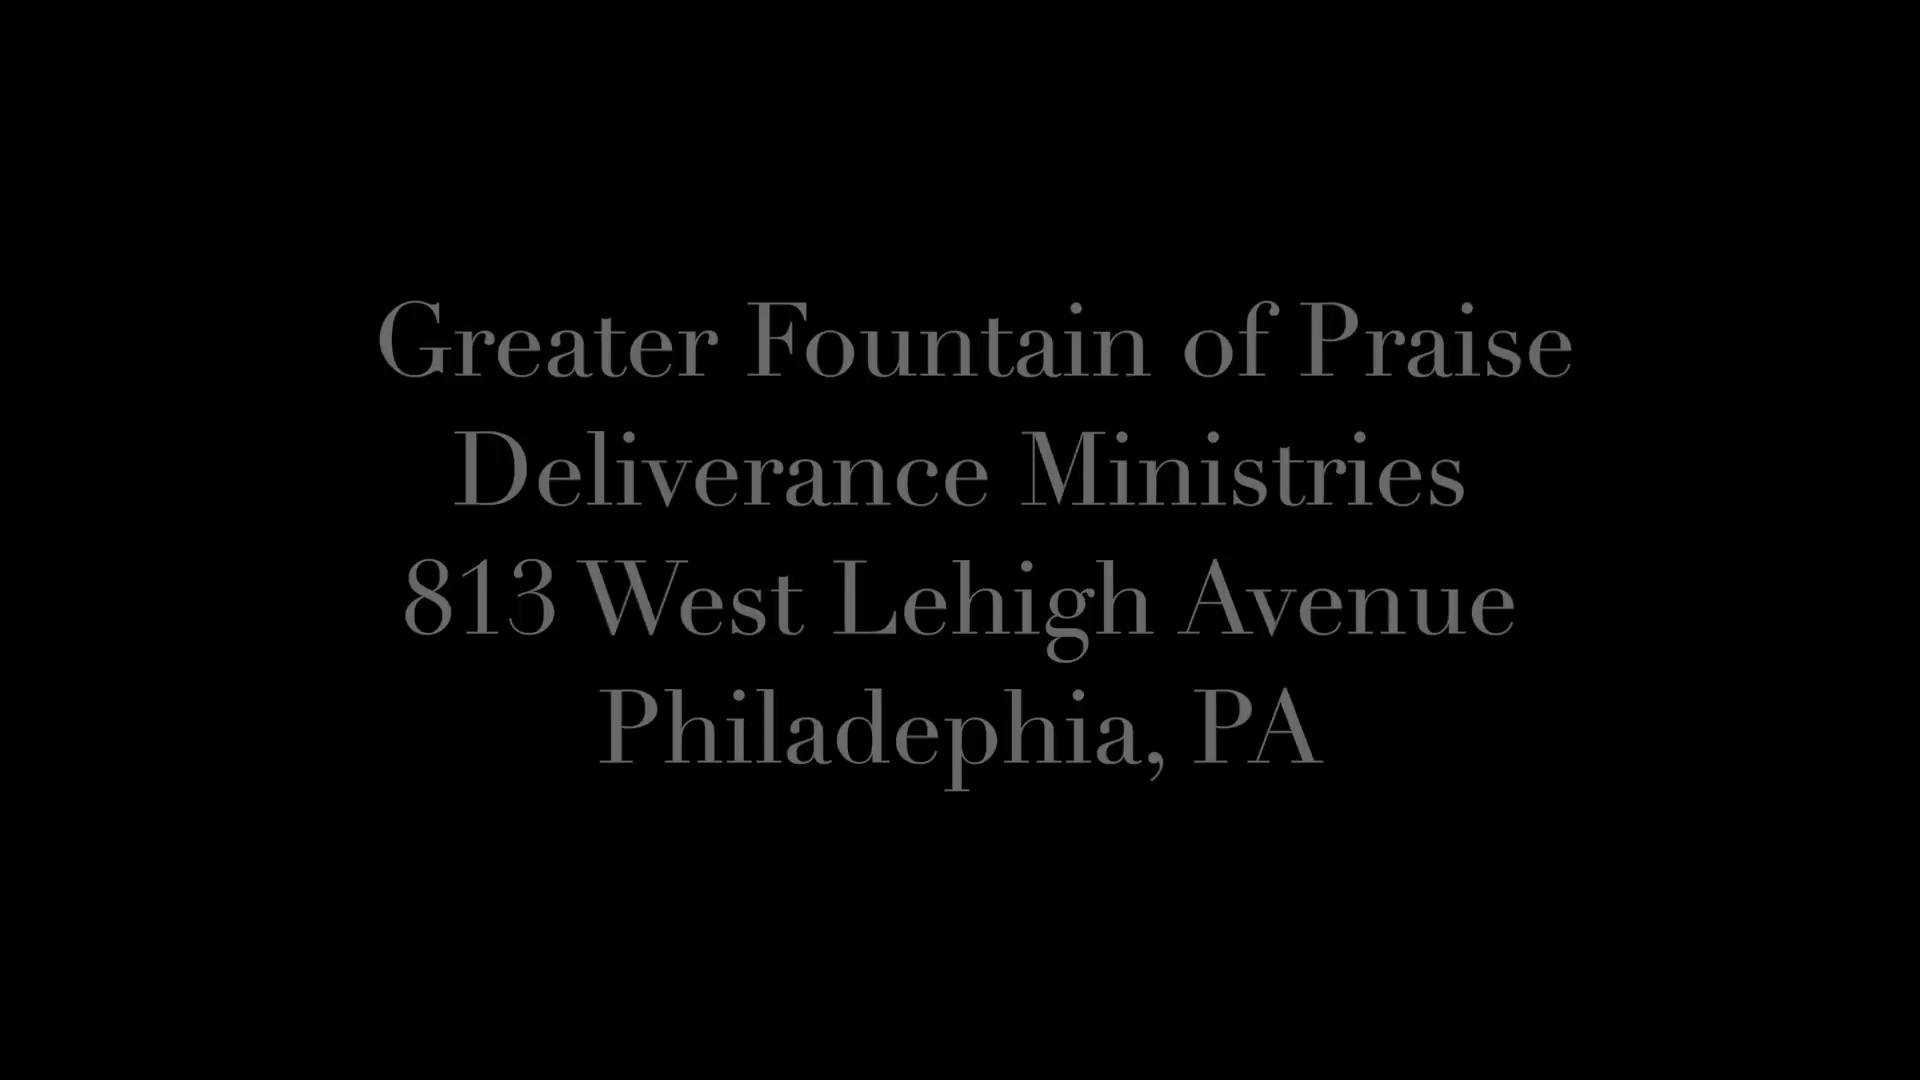 Greater Fountain of Praise
Deliverance Ministries
813 West Lehigh Avenue
Philadephia, PA